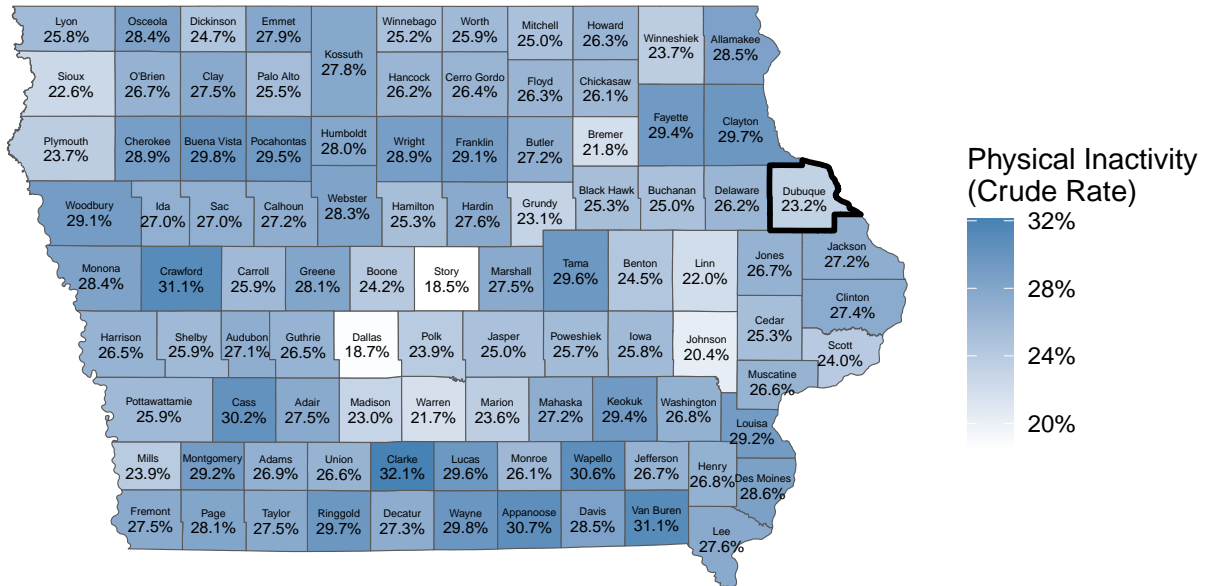 Lyon
25.8%
Osceola
28.4%
Dickinson
24.7%
Emmet
27.9%
Kossuth
27.8%
Winnebago
25.2%
Worth
25.9%
Mitchell
25.0%
Howard
26.3%
Winneshiek
23.7%
Allamakee
28.5%
Sioux
22.6%
O'Brien
26.7%
Clay
27.5%
Palo Alto
25.5%
Hancock
26.2%
Cerro Gordo
26.4%
Floyd
26.3%
Chickasaw
26.1%
Plymouth
23.7%
Cherokee
28.9%
Buena Vista
29.8%
Pocahontas
29.5%
Humboldt
28.0%
Wright
28.9%
Franklin
29.1%
Butler
27.2%
Bremer
21.8%
Fayette
29.4%
Clayton
29.7%
Woodbury
29.1%
Ida
27.0%
Sac
27.0%
Calhoun
27.2%
Webster
28.3%
Hamilton
25.3%
Hardin
27.6%
Grundy
23.1%
Black Hawk
25.3%
Buchanan
25.0%
Delaware
26.2%
Dubuque
23.2%
Monona
28.4%
Crawford
31.1%
Carroll
25.9%
Greene
28.1%
Boone
24.2%
Story
18.5%
Marshall
27.5%
Tama
29.6%
Benton
24.5%
Linn
22.0%
Jones
26.7%
Jackson
27.2%
Clinton
27.4%
Harrison
26.5%
Shelby
25.9%
Audubon
27.1%
Guthrie
26.5%
Dallas
18.7%
Polk
23.9%
Jasper
25.0%
Poweshiek
25.7%
Iowa
25.8%
Johnson
20.4%
Cedar
25.3%
Scott
24.0%
Muscatine
26.6%
Pottawattamie
25.9%
Cass
30.2%
Adair
27.5%
Madison
23.0%
Warren
21.7%
Marion
23.6%
Mahaska
27.2%
Keokuk
29.4%
Washington
26.8%
Louisa
29.2%
Mills
23.9%
Montgomery
29.2%
Adams
26.9%
Union
26.6%
Clarke
32.1%
Lucas
29.6%
Monroe
26.1%
Wapello
30.6%
Jefferson
26.7%
Henry
26.8%
Des Moines
28.6%
Fremont
27.5%
Page
28.1%
Taylor
27.5%
Ringgold
29.7%
Decatur
27.3%
Wayne
29.8%
Appanoose
30.7%
Davis
28.5%
Van Buren
31.1%
Lee
27.6%
Physical Inactivity
(Crude Rate)
32%
28%
24%
20%